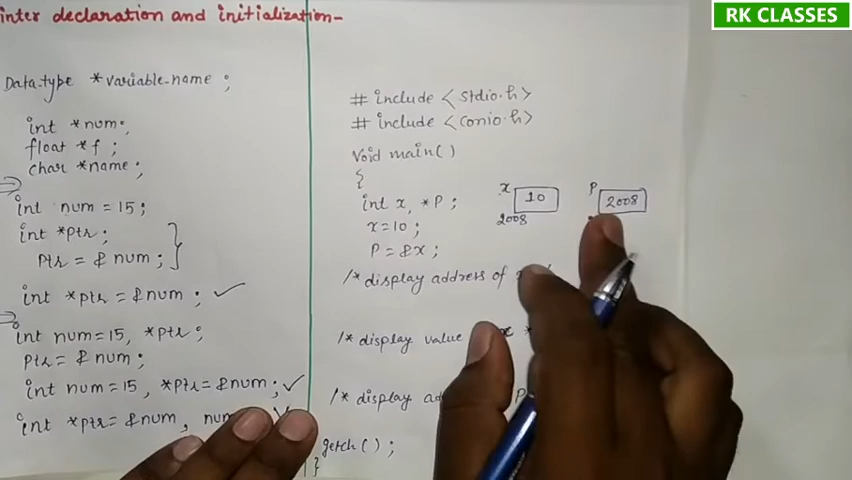 inter declaration and initialization-
RK CLASSES
Data-type *variable-name ;
int *num;
float *f ;
char *name ;
int num = 15 ;
int *ptr ;
ptr = & num ;
int *ptr = & num ;
int num=15, *ptr ;
ptr = & num ;
int num=15, *ptr=&num ;
int *ptr = & num, num
# include <stdio.h>
# include <conio.h>
void main( )
{
int x, *P ;
x=10 ;
P = &x ;
x 10
2008
P 2008
/* display address of
/* display value
/* display ad
getch( ) ;
}